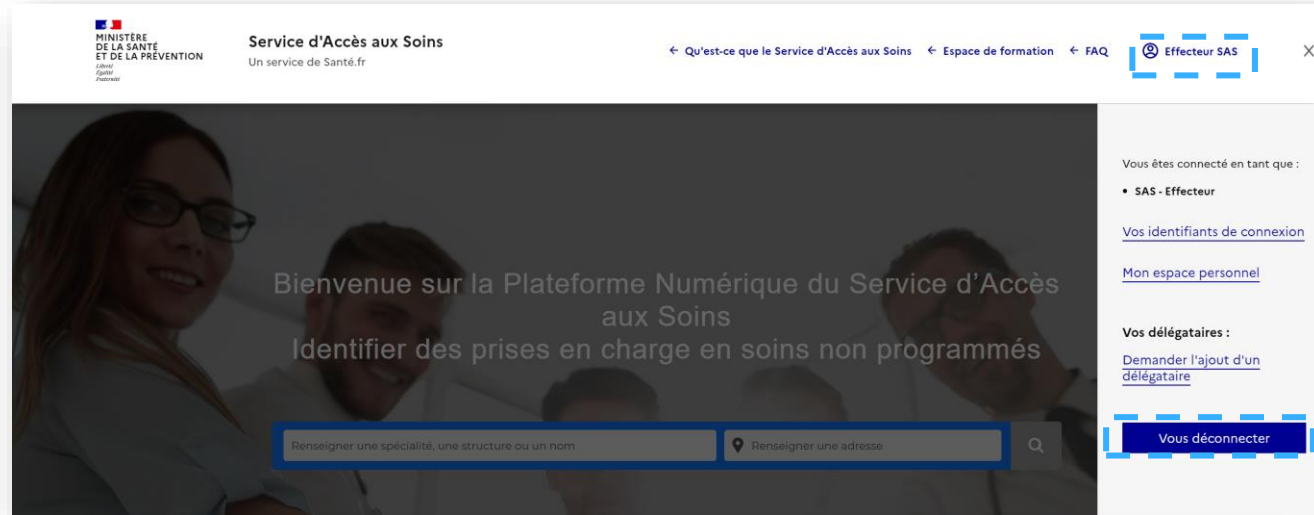 MINISTÈRE
DE LA SANTÉ
ET DE LA PRÉVENTION
Liberté
Égalité
Fraternité
Service d'Accès aux Soins
Un service de Santé.fr
← Qu'est-ce que le Service d'Accès aux Soins ← Espace de formation ← FAQ Effecteur SAS X
Vous êtes connecté en tant que :
• SAS - Effecteur
Vos identifiants de connexion
Mon espace personnel
Vos délégataires :
Demander l'ajout d'un
délégataire
Vous déconnecter
Bienvenue sur la Plateforme Numérique du Service d'Accès
aux Soins
Identifier des prises en charge en soins non programmés
Renseigner une spécialité, une structure ou un nom
Renseigner une adresse